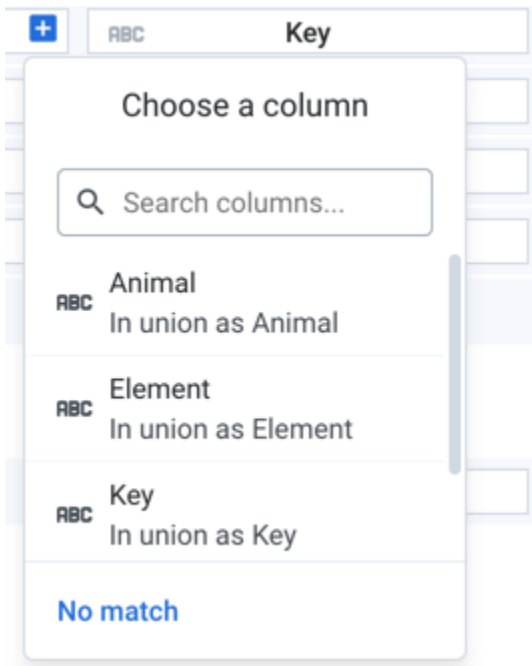 ABC Key
Choose a column
Search columns...
ABC
Animal
In union as Animal
ABC
Element
In union as Element
ABC
Key
In union as Key
No match